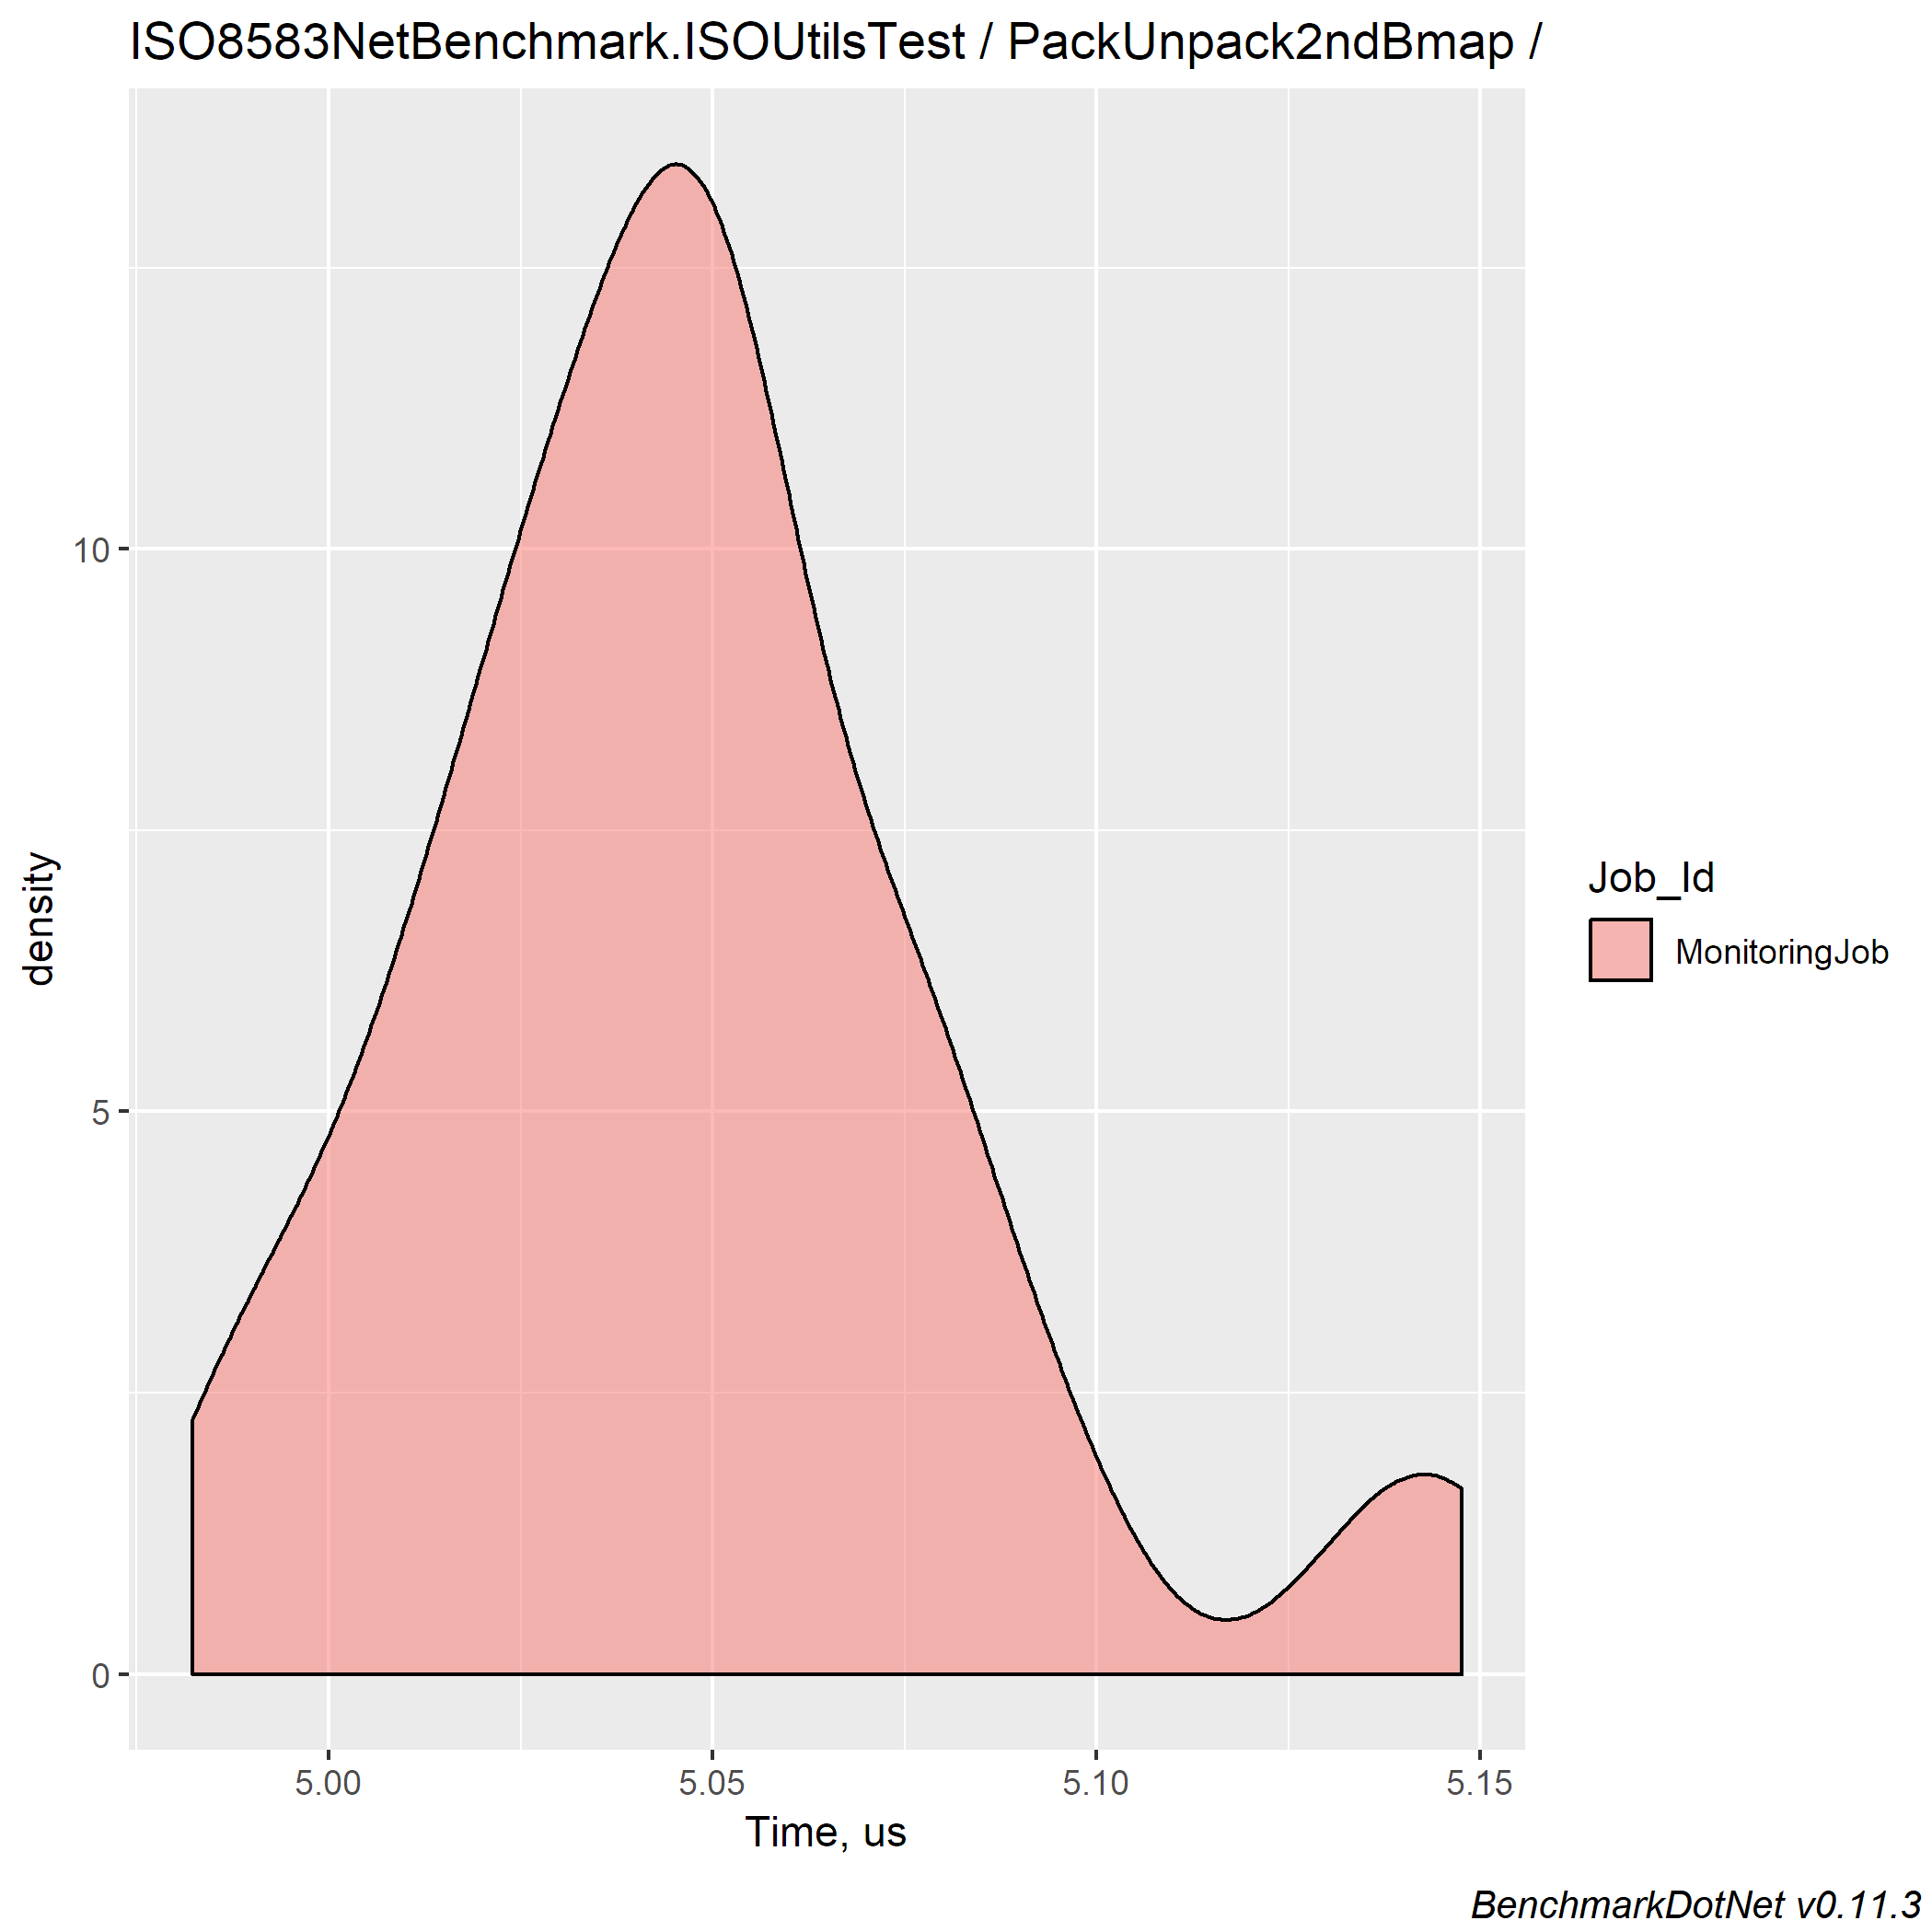 ISO8583NetBenchmark.ISOUtilsTest / PackUnpack2ndBmap /
density
10
5
0
5.00
5.05
5.10
5.15
Time, us
Job_Id
MonitoringJob
BenchmarkDotNet v0.11.3